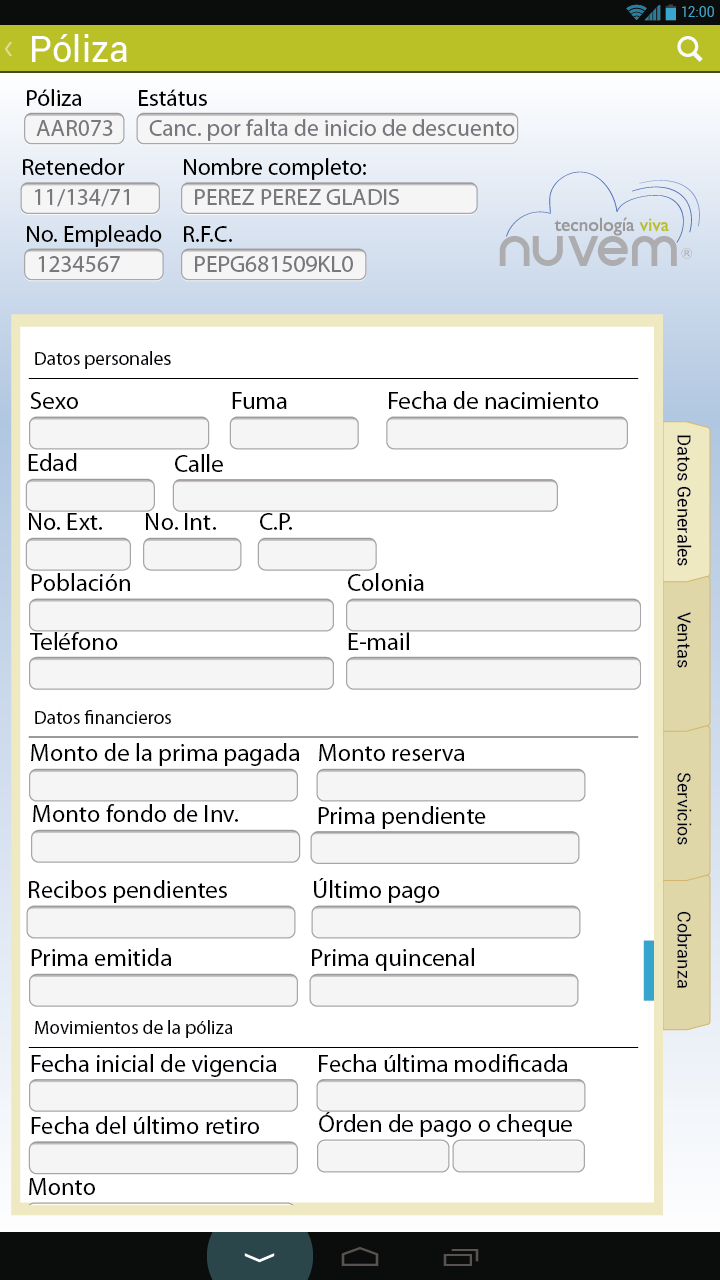 12:00
Póliza
Póliza Estátus
AAR073 Canc. por falta de inicio de descuento
Retenedor Nombre completo:
11/134/71 PEREZ PEREZ GLADIS
No. Empleado R.F.C.
1234567 PEPG681509KL0
tecnología viva
nuvem®
Datos personales
Sexo Fuma Fecha de nacimiento
Edad Calle
No. Ext. No. Int. C.P.
Población Colonia
Teléfono E-mail
Datos financieros
Monto de la prima pagada Monto reserva
Monto fondo de Inv. Prima pendiente
Recibos pendientes Último pago
Prima emitida Prima quincenal
Movimientos de la póliza
Fecha inicial de vigencia Fecha última modificada
Fecha del último retiro Órden de pago o cheque
Monto
Datos Generales
Ventas
Servicios
Cobranza